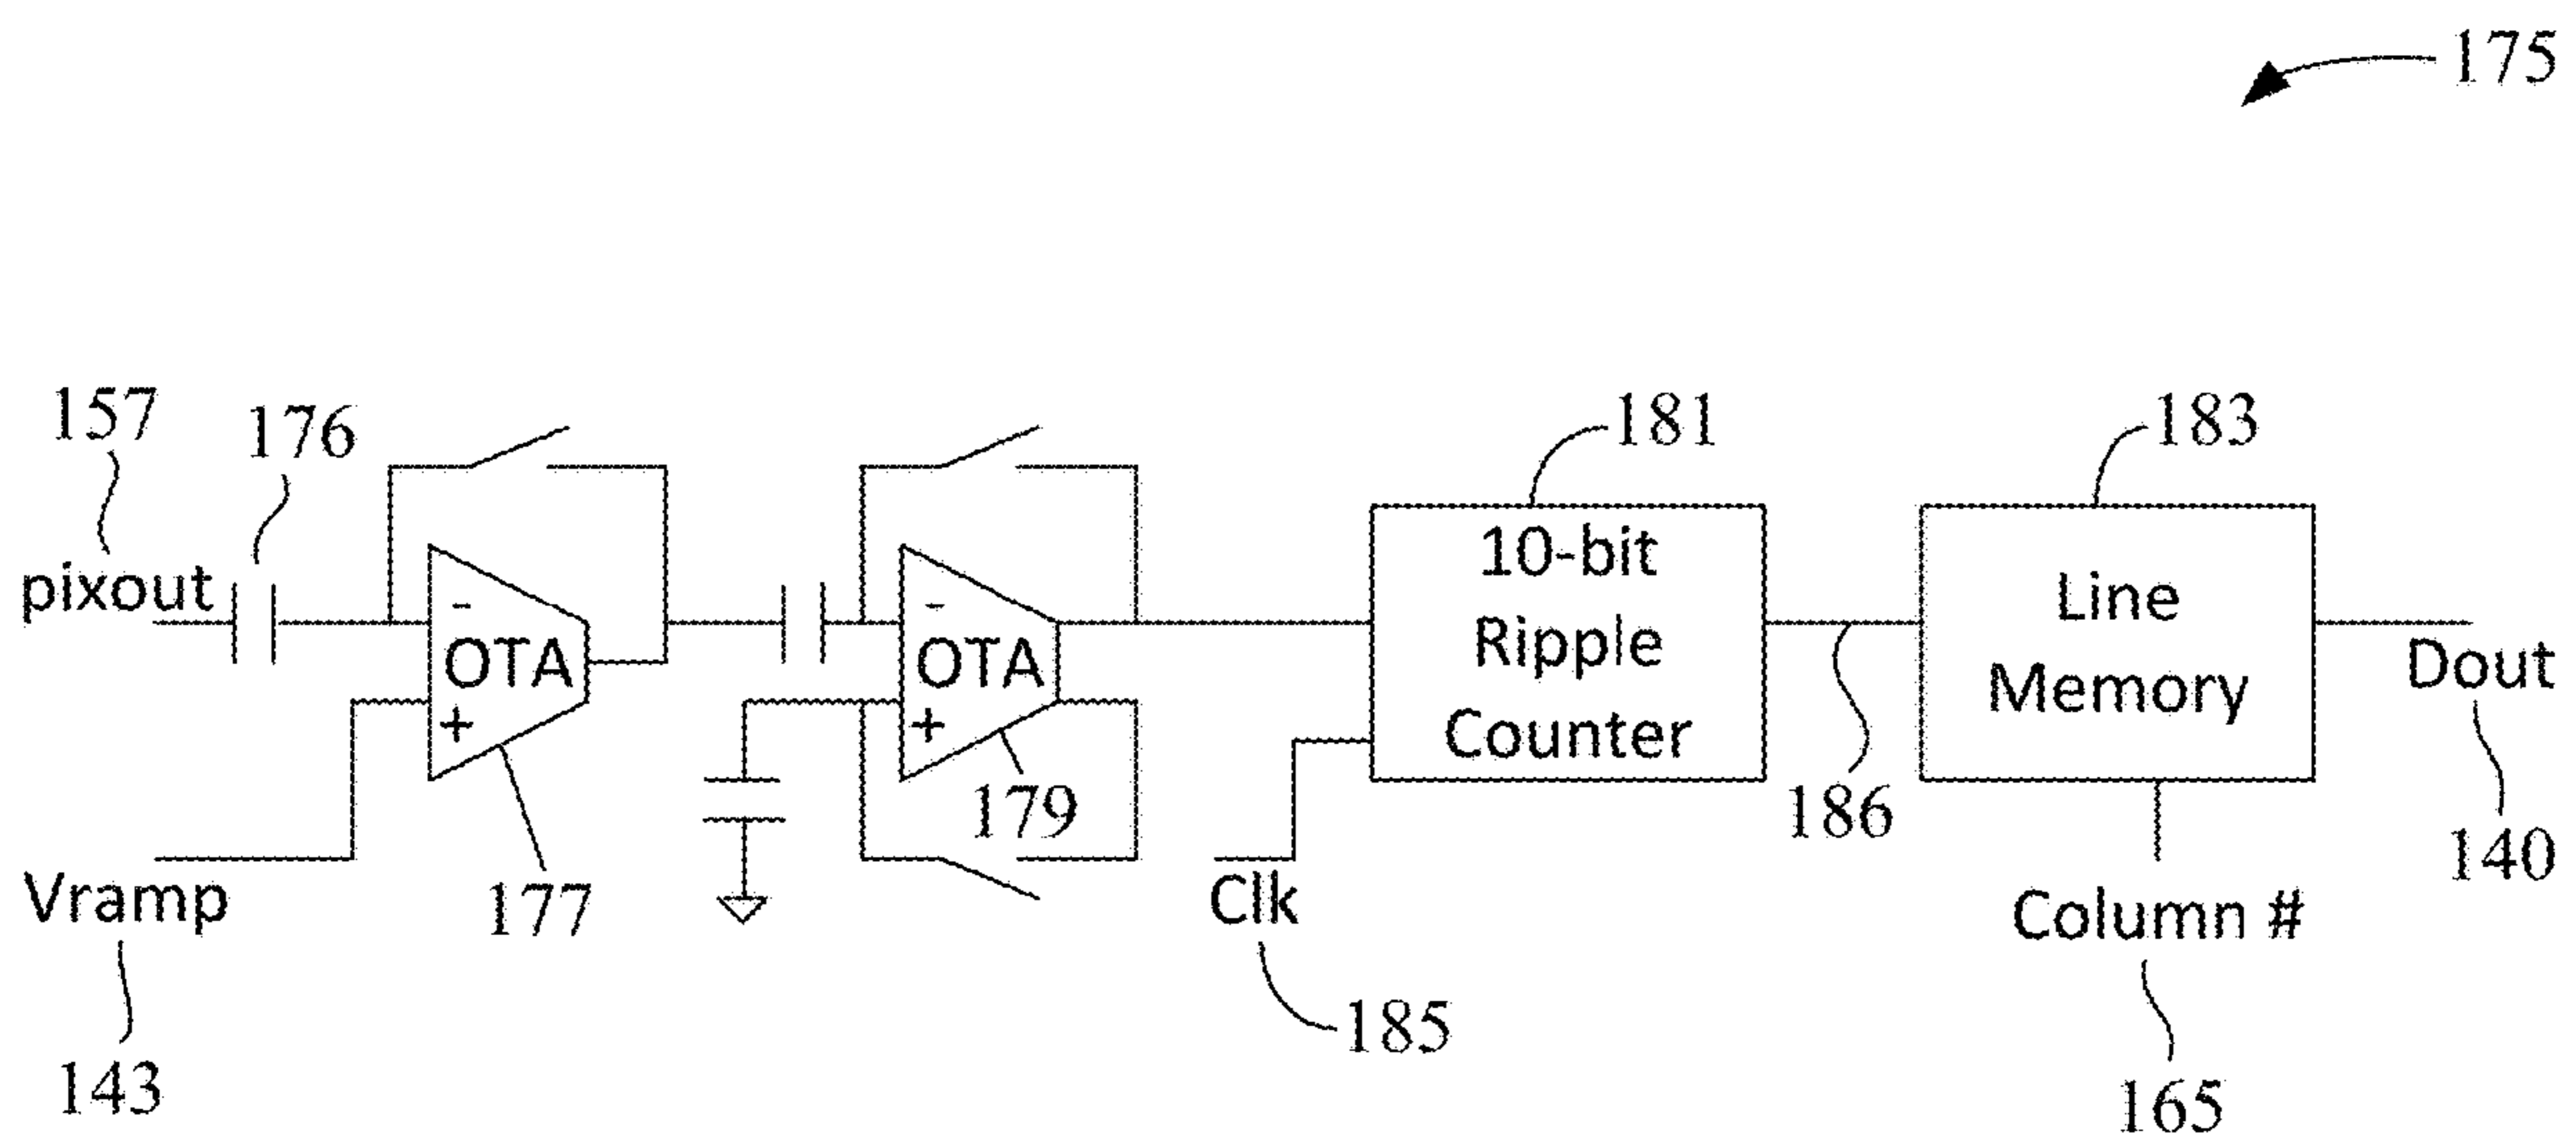 175
157
176
181
183
pixout
-
OTA
+
-
OTA
+
10-bit
Ripple
Counter
Line
Memory
Dout
179
186
140
Vramp
177
Clk
Column #
185
143
165